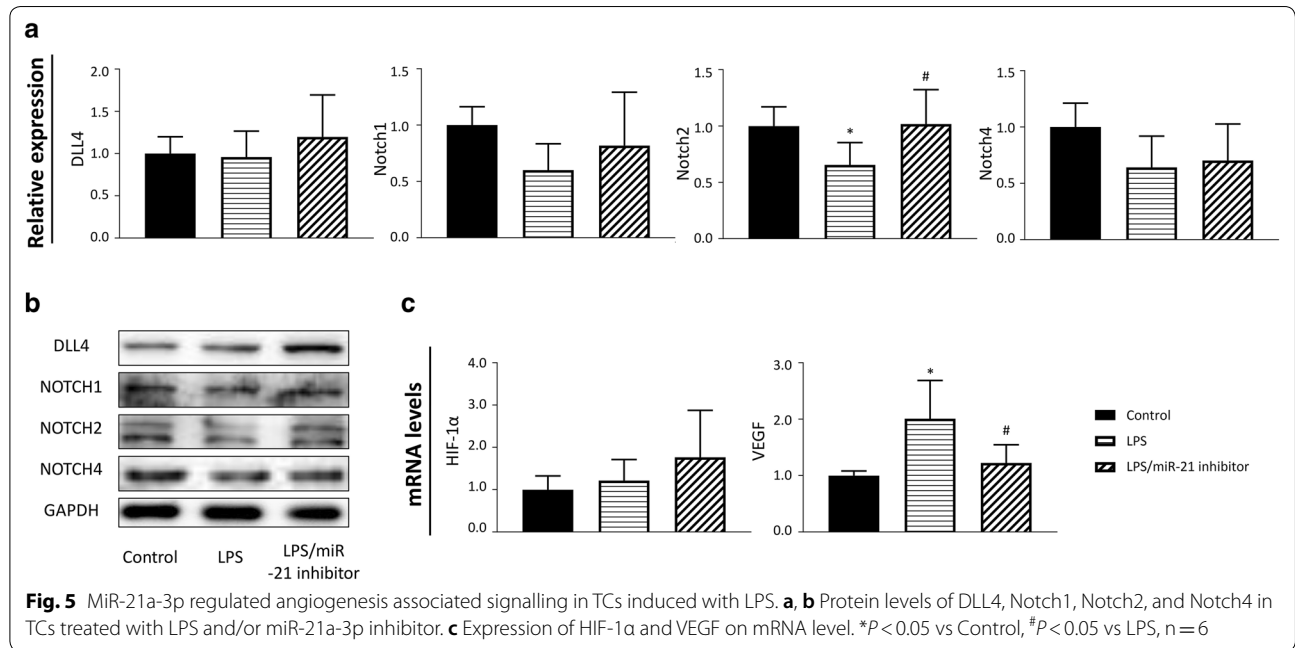 a
Relative expression
DLL4
2.0
1.5
1.0
0.5
0.0
Notch1
1.5
1.0
0.5
0.0
Notch2
1.5
1.0
0.5
0.0
*
#
Notch4
1.5
1.0
0.5
0.0
b
DLL4
NOTCH1
NOTCH2
NOTCH4
GAPDH
Control
LPS
LPS/miR
-21 inhibitor
c
mRNA levels
HIF-1α
4.0
3.0
2.0
1.0
0.0
VEGF
3.0
2.0
1.0
0.0
*
#
Control
LPS
LPS/miR-21 inhibitor
Fig. 5 MiR-21a-3p regulated angiogenesis associated signalling in TCs induced with LPS. a, b Protein levels of DLL4, Notch1, Notch2, and Notch4 in
TCs treated with LPS and/or miR-21a-3p inhibitor. c Expression of HIF-1α and VEGF on mRNA level. *P < 0.05 vs Control, #P < 0.05 vs LPS, n = 6